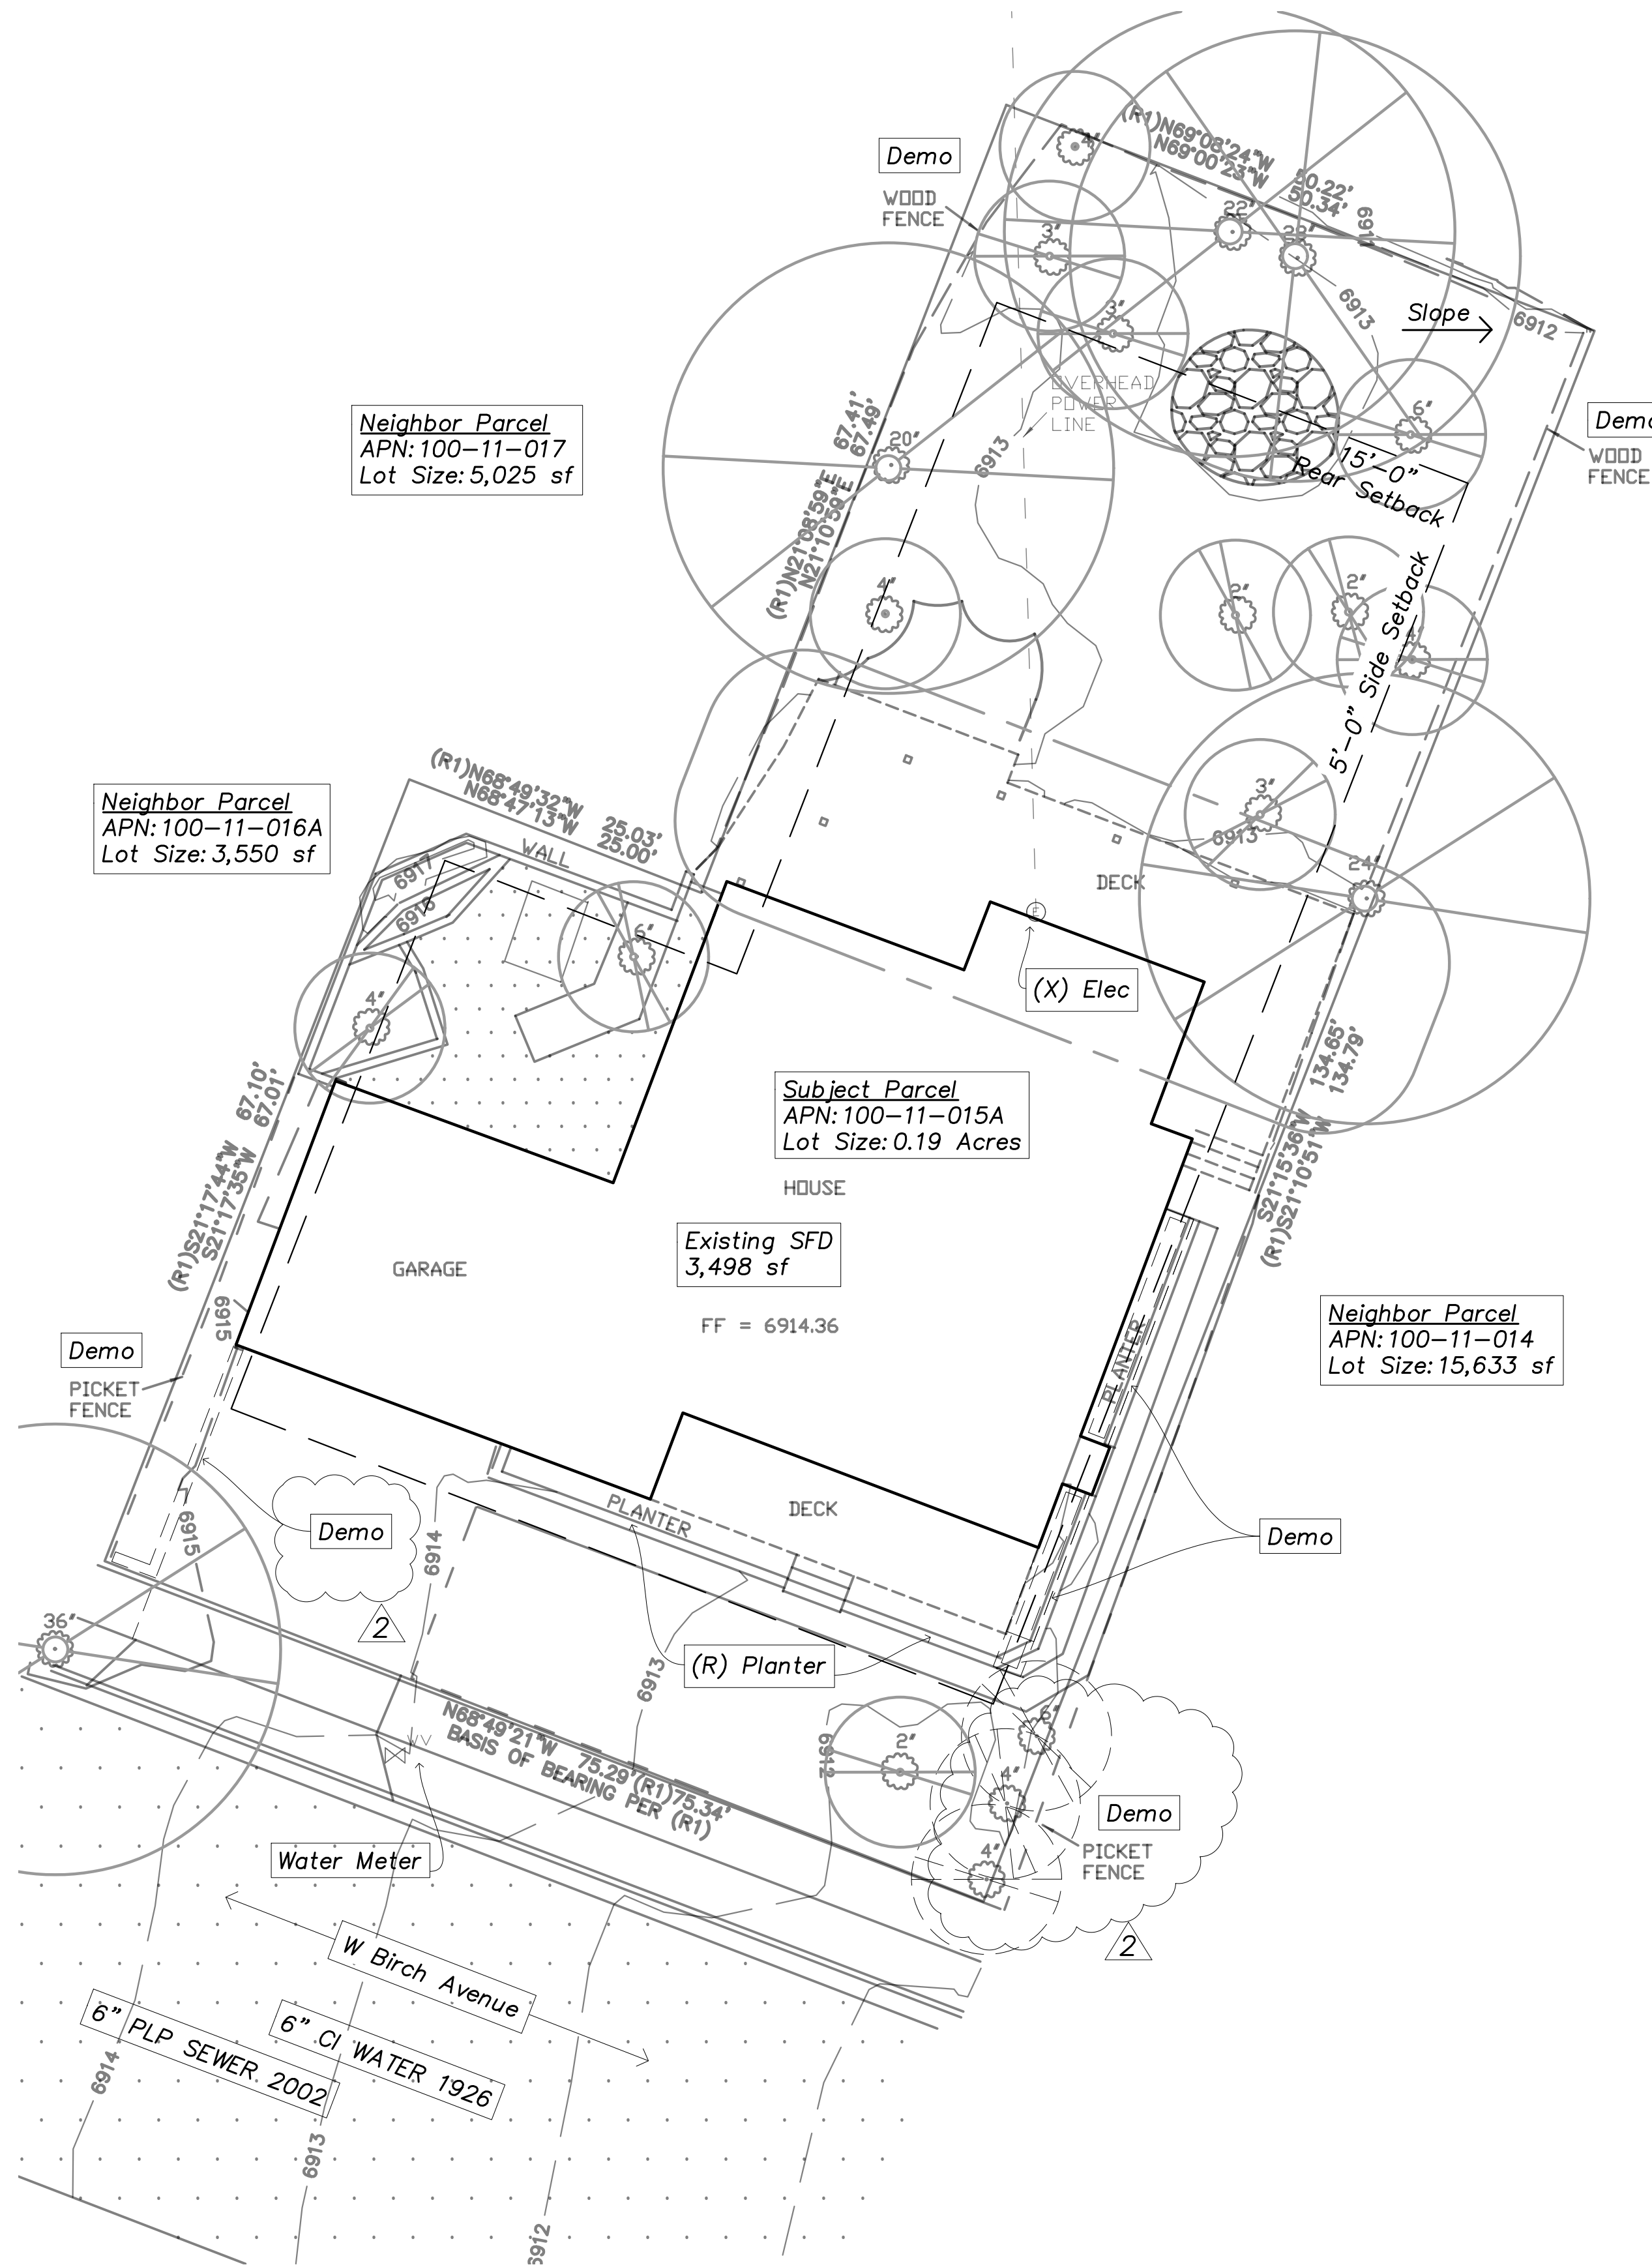 4"
(R1)N69°08'24"W 50.22'
N69°00'23"W 50.34'
Demo
WOOD
FENCE
22"
28"
6911
3"
3"
6913
Slope
6912
OVERHEAD
POWER
LINE
6"
Demo
WOOD
FENCE
Neighbor Parcel
APN: 100-11-017
Lot Size: 5,025 sf
(R1)N21°08'59"E 67.41'
N21°10'59"E 67.49'
20"
6913
15'-0"
Rear Setback
4"
2"
2"
4"
5'-0" Side Setback
(R1)N68°49'32"W 25.03'
N68°47'13"W 25.00'
WALL
Neighbor Parcel
APN: 100-11-016A
Lot Size: 3,550 sf
6917
6916
3"
6913
24"
DECK
E
6"
4"
(X) Elec
134.65'
134.79'
S21°15'36"W
(R1)S21°10'51"W
(R1)S21°17'44"W 67.10'
S21°17'35"W 67.01'
Subject Parcel
APN: 100-11-015A
Lot Size: 0.19 Acres
HOUSE
Existing SFD
3,498 sf
GARAGE
FF = 6914.36
6915
PLANTER
Neighbor Parcel
APN: 100-11-014
Lot Size: 15,633 sf
Demo
PICKET
FENCE
6915
Demo
2
6914
PLANTER
DECK
Demo
36"
(R) Planter
6913
N68°49'21"W 75.29'(R1)75.34'
BASIS OF BEARING PER (R1)
WV
6912
2"
6"
4"
Demo
4"
PICKET
FENCE
2
Water Meter
W Birch Avenue
6" PLP SEWER 2002
6" CI WATER 1926
6914
6913
6912